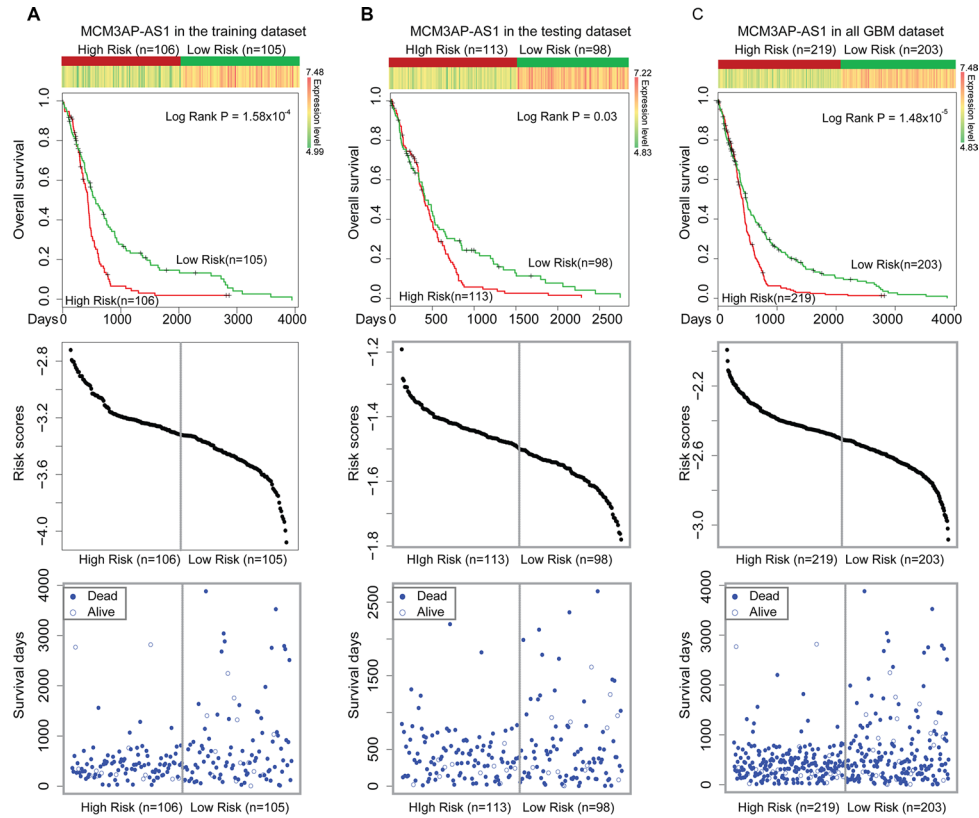 A
MCM3AP-AS1 in the training dataset
High Risk (n=106) Low Risk (n=105)
7.48
Expression level
4.99
1.0
0.8
0.6
0.4
0.2
0.0
Overall survival
Log Rank P = 1.58x10-4
Low Risk(n=105)
High Risk(n=106)
Days 0 1000 2000 3000 4000
−2.8
−3.2
−3.6
−4.0
Risk scores
High Risk (n=106) Low Risk (n=105)
4000
3000
2000
1000
0
Survival days
Dead
Alive
High Risk (n=106) Low Risk (n=105)
B
MCM3AP-AS1 in the testing dataset
HIgh Risk (n=113) Low Risk (n=98)
7.22
Expression level
4.83
1.0
0.8
0.6
0.4
0.2
0.0
Overall survival
Log Rank P = 0.03
Low Risk(n=98)
High Risk(n=113)
Days 0 500 1000 1500 2000 2500
−1.2
−1.4
−1.6
−1.8
Risk scores
HIgh Risk (n=113) Low Risk (n=98)
2500
1500
500
0
Survival days
Dead
Alive
HIgh Risk (n=113) Low Risk (n=98)
C
MCM3AP-AS1 in all GBM dataset
High Risk (n=219) Low Risk (n=203)
7.48
Expression level
4.83
1.0
0.8
0.6
0.4
0.2
0.0
Overall survival
Log Rank P = 1.48x10-5
Low Risk(n=203)
High Risk(n=219)
Days 0 1000 2000 3000 4000
−2.2
−2.6
−3.0
Risk scores
High Risk (n=219) Low Risk (n=203)
4000
3000
2000
1000
0
Survival days
Dead
Alive
High Risk (n=219) Low Risk (n=203)